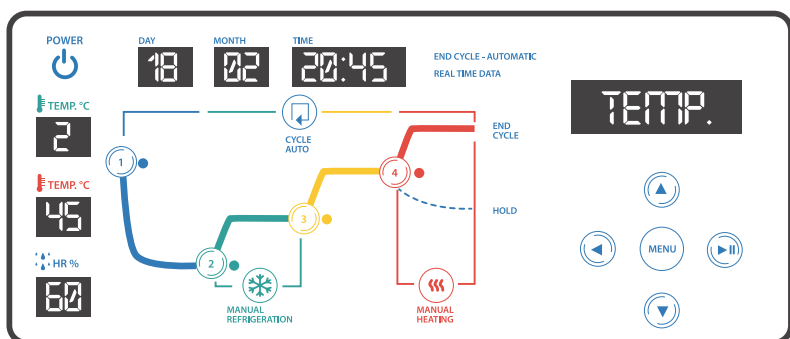 POWER
DAY
MONTH
TIME
18
02
20:45
END CYCLE - AUTOMATIC
REAL TIME DATA
TEMP. °C
2
TEMP. °C
45
HR %
60
CYCLE
AUTO
1
2
3
4
END
CYCLE
HOLD
MANUAL
REFRIGERATION
MANUAL
HEATING
TEMP.
MENU